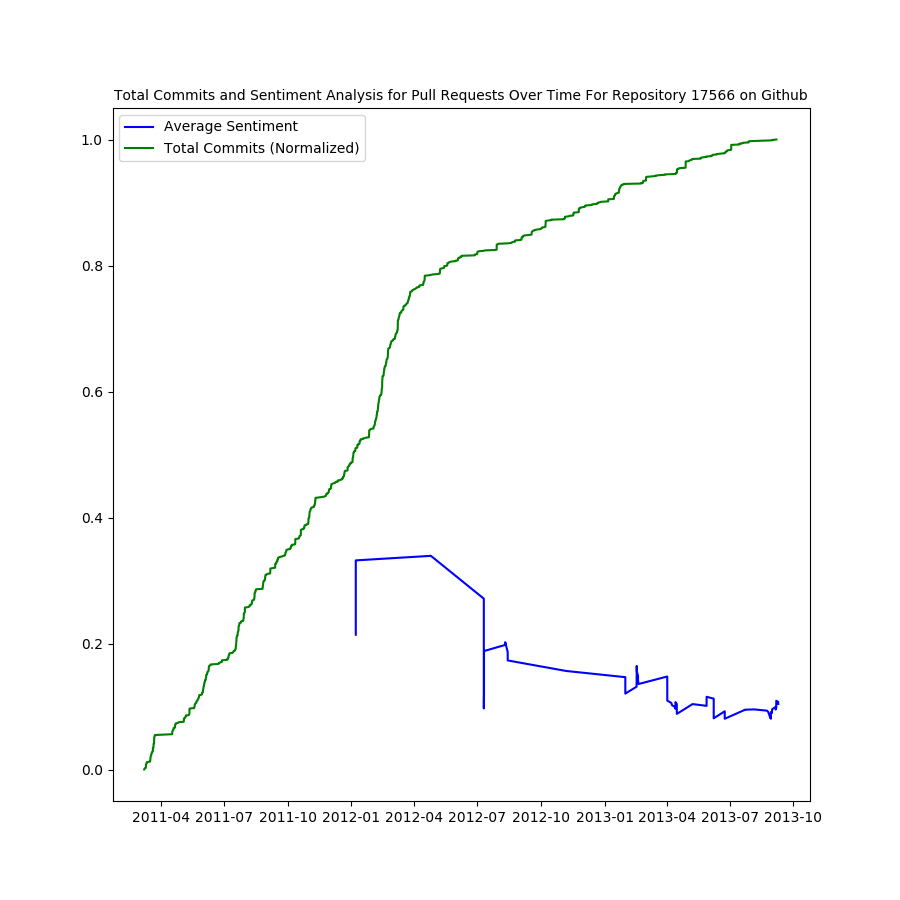 Total Commits and Sentiment Analysis for Pull Requests Over Time For Repository 17566 on Github
Average Sentiment
Total Commits (Normalized)
1.0
0.8
0.6
0.4
0.2
0.0
2011-04 2011-07 2011-10 2012-01 2012-04 2012-07 2012-10 2013-01 2013-04 2013-07 2013-10